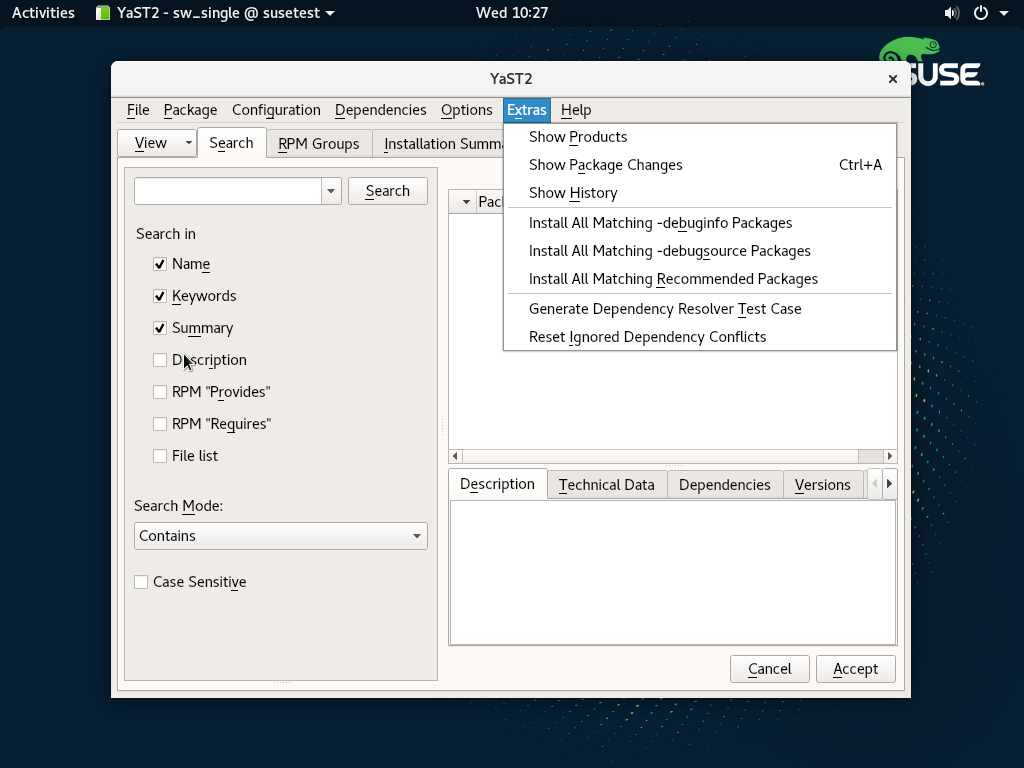 Activities YaST2 - sw_single @ susetest Wed 10:27
SUSE
YaST2
File Package Configuration Dependencies Options Extras Help
View Search RPM Groups Installation Summ
Show Products
Show Package Changes Ctrl+A
Show History
Install All Matching -debuginfo Packages
Install All Matching -debugsource Packages
Install All Matching Recommended Packages
Generate Dependency Resolver Test Case
Reset Ignored Dependency Conflicts
Search
Pac
Search in
Name
Keywords
Summary
Description
RPM "Provides"
RPM "Requires"
File list
Search Mode:
Contains
Case Sensitive
Description Technical Data Dependencies Versions
Cancel Accept